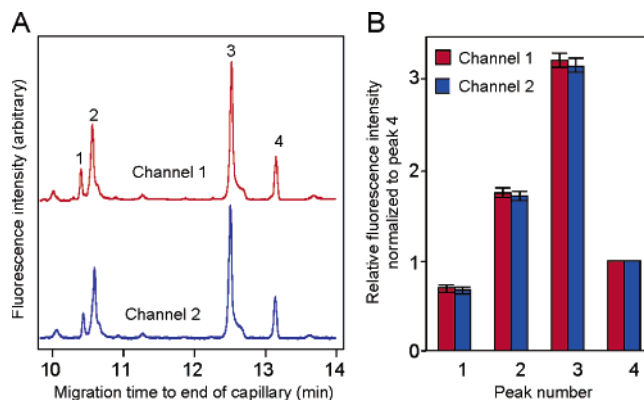 A
Fluorescence intensity (arbitrary)
1
2
3
4
Channel 1
Channel 2
10 11 12 13 14
Migration time to end of capillary (min)
B
Relative fluorescence intensity
normalized to peak 4
3
2
1
0
Channel 1
Channel 2
1 2 3 4
Peak number